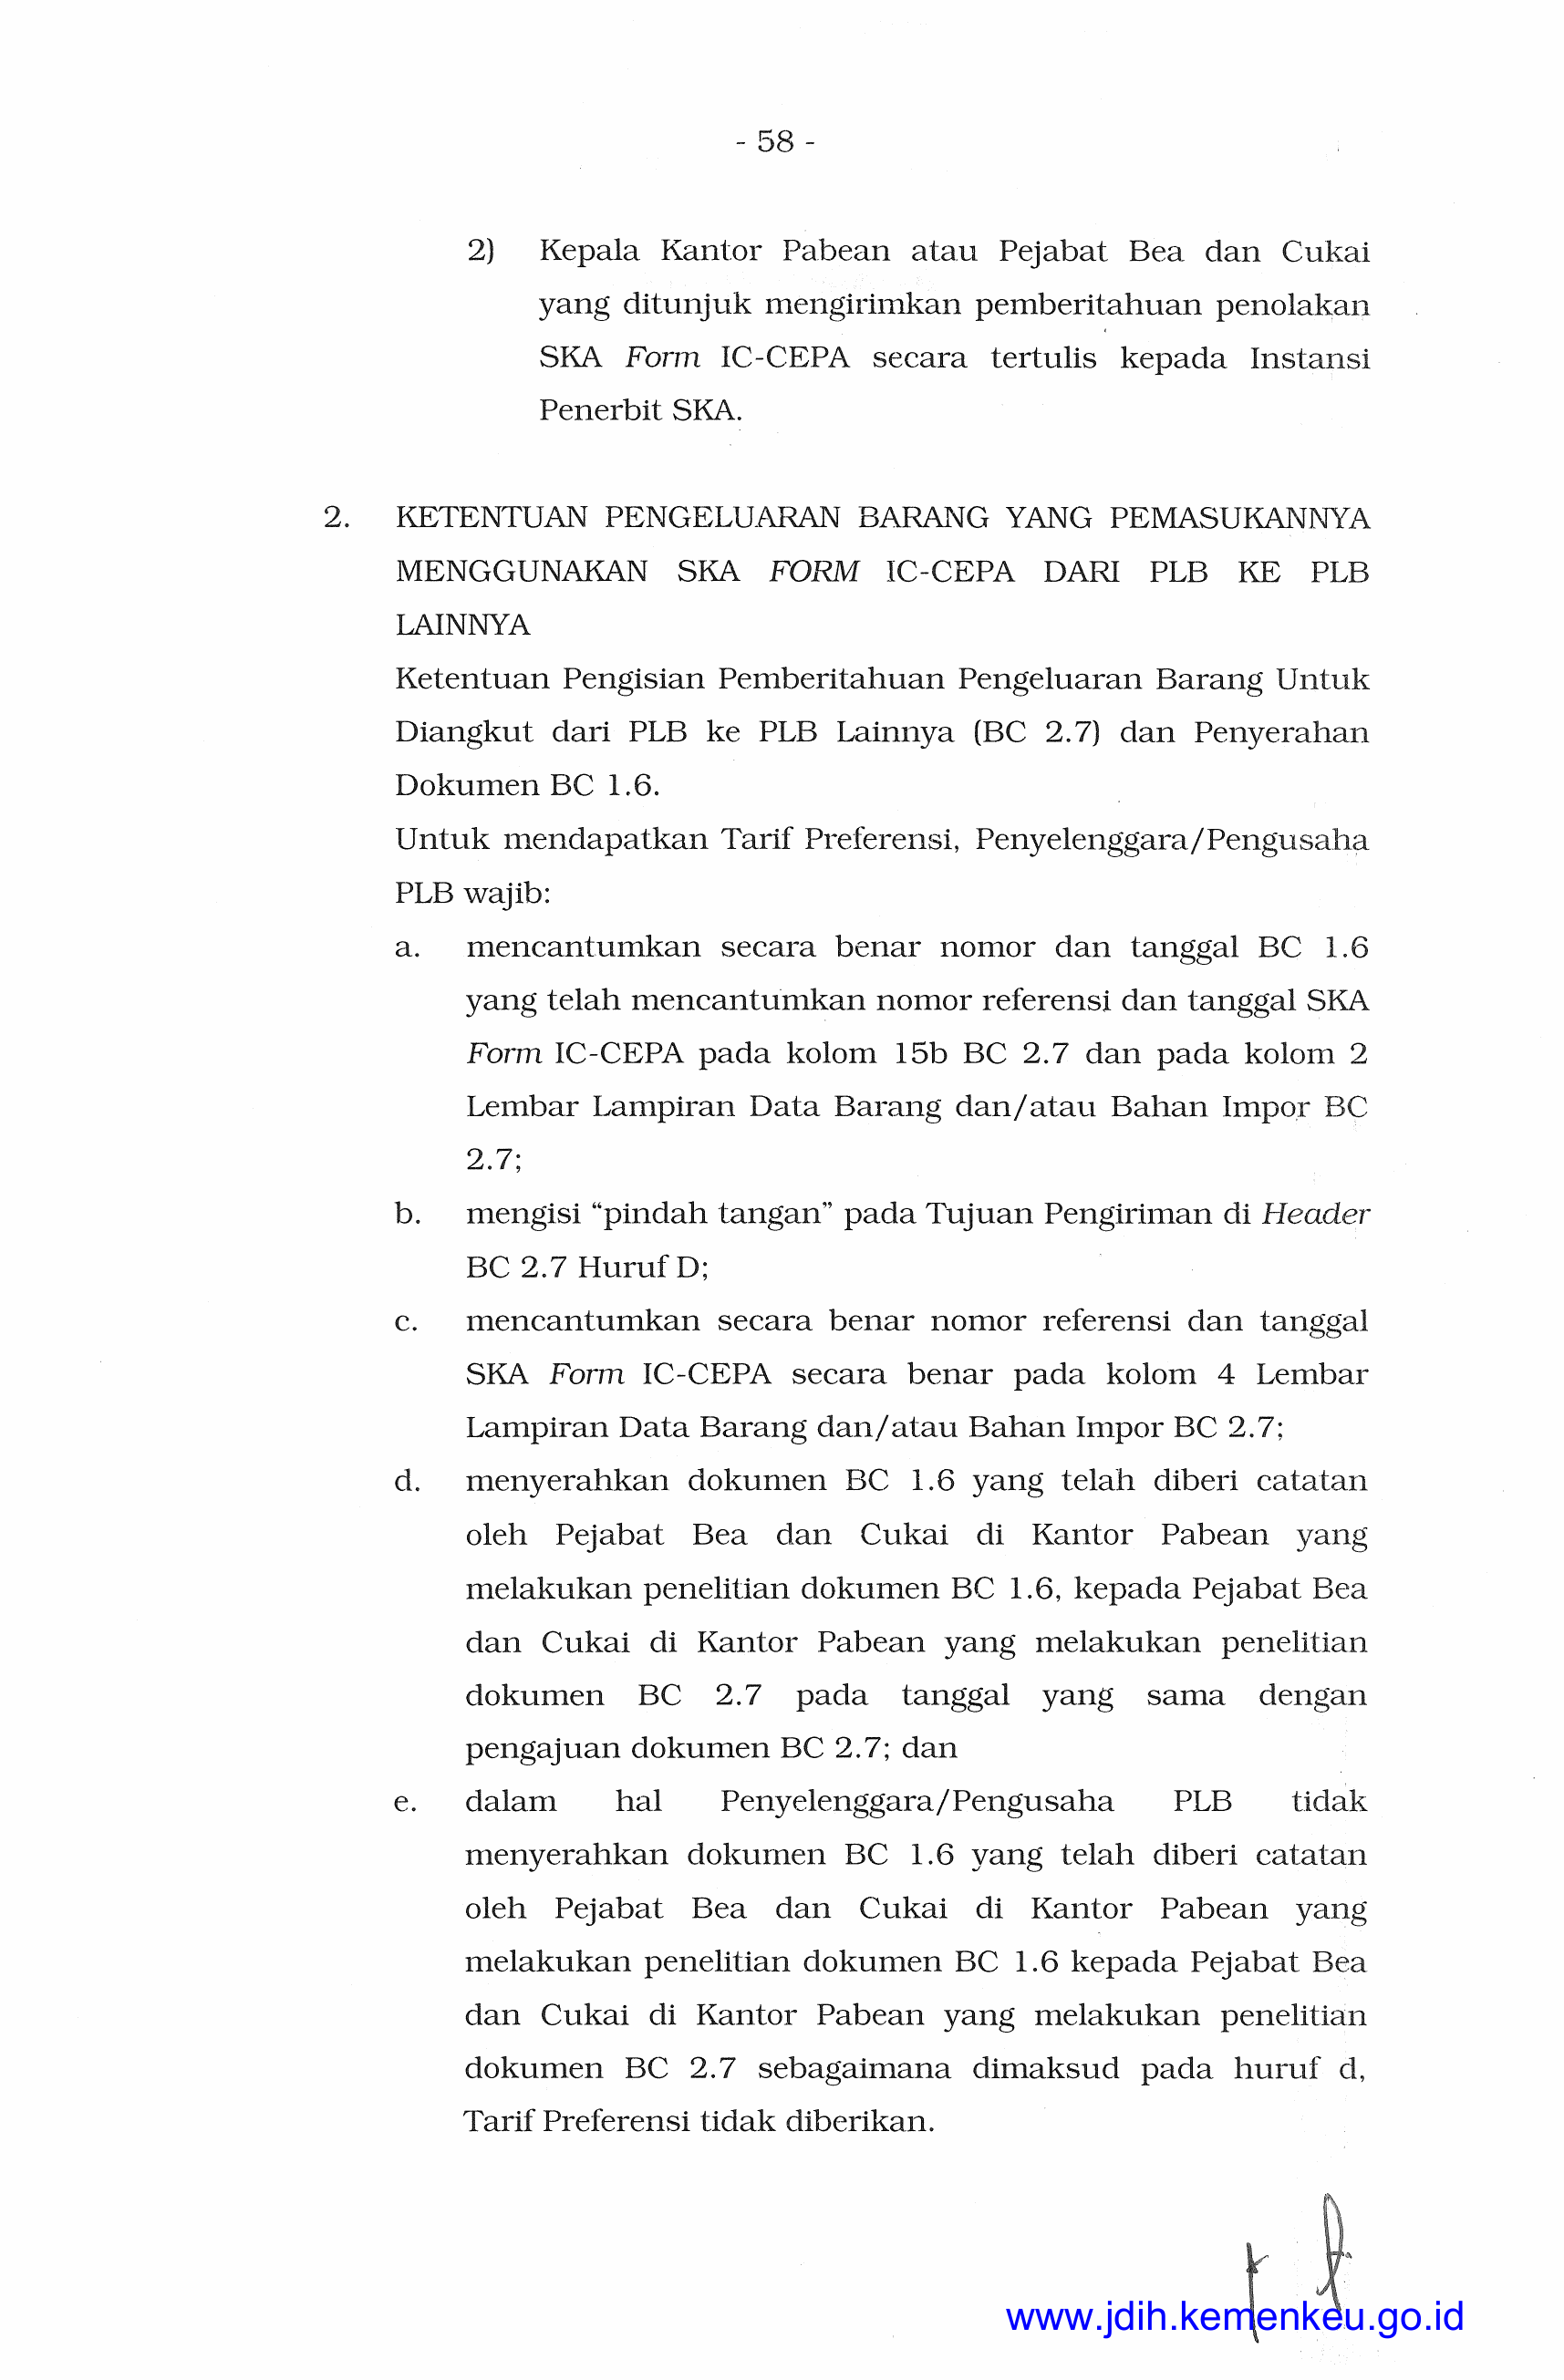 - 58 -
2) Kepala Kantor Pabean atau Pejabat Bea dan Cukai
yang ditunjuk mengirimkan pemberitahuan penolakan
SKA Form IC-CEPA secara tertulis kepada Instansi
Penerbit SKA.
2. KETENTUAN PENGELUARAN BARANG YANG PEMASUKANNYA
MENGGUNAKAN SKA FORM IC-CEPA DARI PLB KE PLB
LAINNYA
Ketentuan Pengisian Pemberitahuan Pengeluaran Barang Untuk
Diangkut dari PLB ke PLB Lainnya (BC 2.7) dan Penyerahan
Dokumen BC 1.6.
Untuk mendapatkan Tarif Preferensi, Penyelenggara/Pengusaha
PLB wajib:
a. mencantumkan secara benar nomor dan tanggal BC 1.6
yang telah mencantumkan nomor referensi dan tanggal SKA
Form IC-CEPA pada kolom 15b BC 2.7 dan pada kolom 2
Lembar Lampiran Data Barang dan/atau Bahan Impor BC
2.7;
b. mengisi “pindah tangan” pada Tujuan Pengiriman di Header
BC 2.7 Huruf D;
c. mencantumkan secara benar nomor referensi dan tanggal
SKA Form IC-CEPA secara benar pada kolom 4 Lembar
Lampiran Data Barang dan/atau Bahan Impor BC 2.7;
d. menyerahkan dokumen BC 1.6 yang telah diberi catatan
oleh Pejabat Bea dan Cukai di Kantor Pabean yang
melakukan penelitian dokumen BC 1.6, kepada Pejabat Bea
dan Cukai di Kantor Pabean yang melakukan penelitian
dokumen BC 2.7 pada tanggal yang sama dengan
pengajuan dokumen BC 2.7; dan
e. dalam hal Penyelenggara/Pengusaha PLB tidak
menyerahkan dokumen BC 1.6 yang telah diberi catatan
oleh Pejabat Bea dan Cukai di Kantor Pabean yang
melakukan penelitian dokumen BC 1.6 kepada Pejabat Bea
dan Cukai di Kantor Pabean yang melakukan penelitian
dokumen BC 2.7 sebagaimana dimaksud pada huruf d,
Tarif Preferensi tidak diberikan.
www.jdih.kemenkeu.go.id